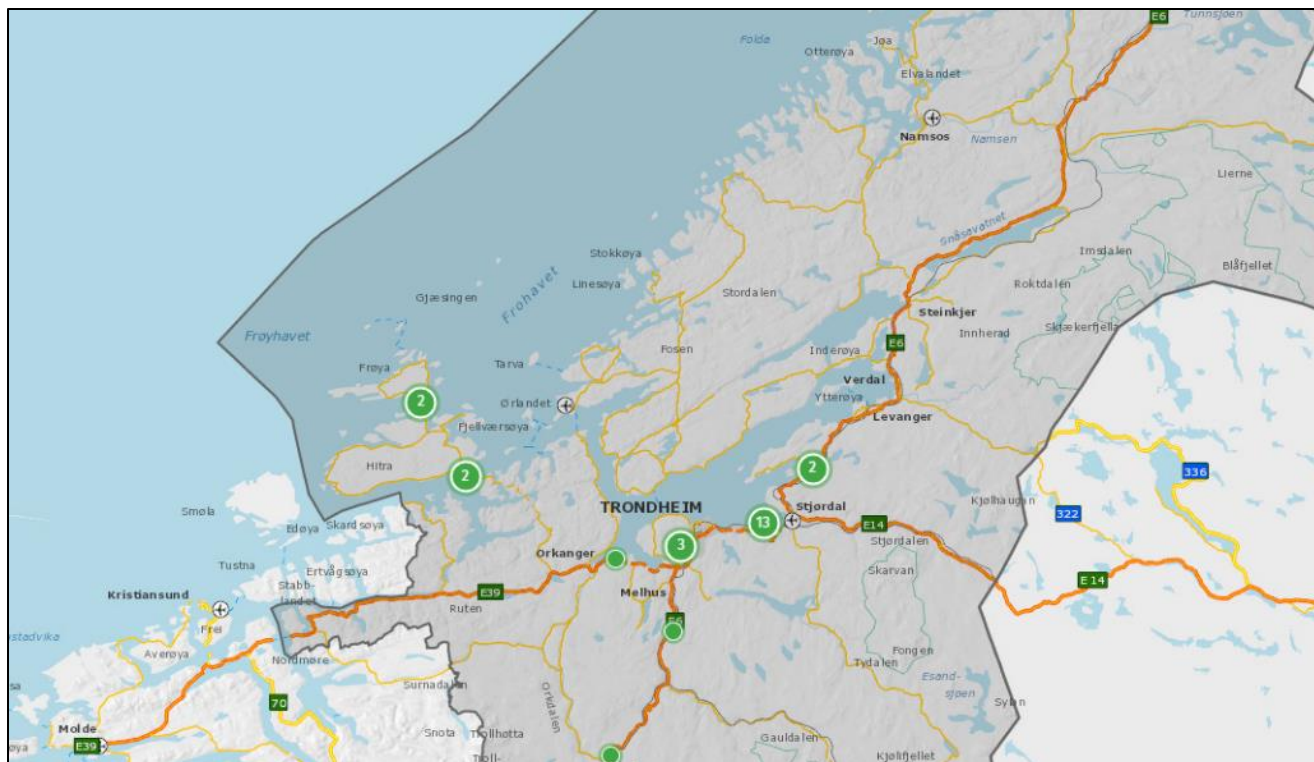 E6
Tunnsjøen
Folda
Jøa
Otterøya
Elvalandet
Namsos
Namsen
Lierne
Snåsavatnet
Imsdalen
Blåfjellet
Stokkøya
Roktdalen
Linesøya
Gjæsingen
Frohavet
Stordalen
Steinkjer
Innherad
Skjækerfjella
Frøyhavet
Fosen
Inderøya
E6
Frøya
Tarva
Verdal
Ytterøya
2
Ørlandet
Levanger
Fjellværsøya
Hitra
2
2
336
Kjølhaugan
Smøla
TRONDHEIM
Stjørdal
322
Edøya
Skardsøya
13
E14
Stjørdalen
3
Orkanger
Tustna
Ertvågsøya
Skarvan
E 14
Stabb-
landet
E39
Melhus
Kristiansund
Ruten
E6
Frei
Averøya
Fongen
Nordmøre
Tydalen
Surnadalen
Esand-
sjøen
Orkdalen
70
Sylan
Molde
Snota
Trollhøtta
E39
Gauldalen
Troll-
Kjølifjellet